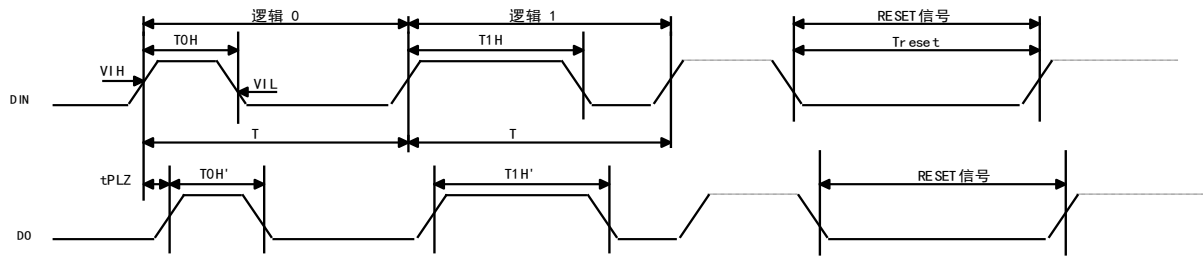 逻辑 0
逻辑 1
RESET信号
T0H
T1H
Treset
VIH
VIL
DIN
T
T
tPLZ
T0H'
T1H'
RESET信号
DO